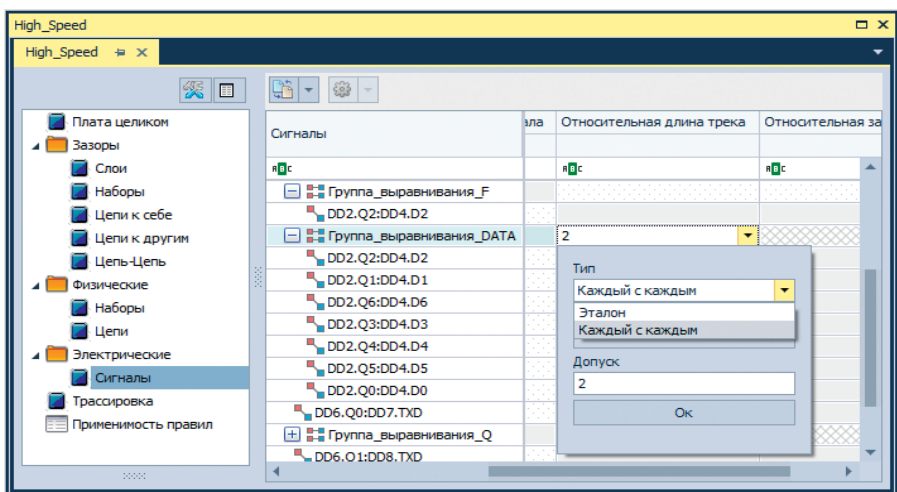 High_Speed
High_Speed
Плата целиком
Зазоры
Слои
Наборы
Цепи к себе
Цепи к другим
Цепь-Цепь
Физические
Наборы
Цепи
Электрические
Сигналы
Трассировка
Применимость правил
Сигналы
ала
Относительная длина трека
Относительная за
ABC
ABC
ABC
Группа_выравнивания_F
DD2.Q2:DD4.D2
Группа_выравнивания_DATA
2
DD2.Q2:DD4.D2
DD2.Q1:DD4.D1
DD2.Q6:DD4.D6
DD2.Q3:DD4.D3
DD2.Q4:DD4.D4
DD2.Q5:DD4.D5
DD2.Q0:DD4.D0
DD6.Q0:DD7.TXD
Группа_выравнивания_Q
DD6.Q1:DD8.TXD
Тип
Каждый с каждым
Эталон
Каждый с каждым
Допуск
2
Ок